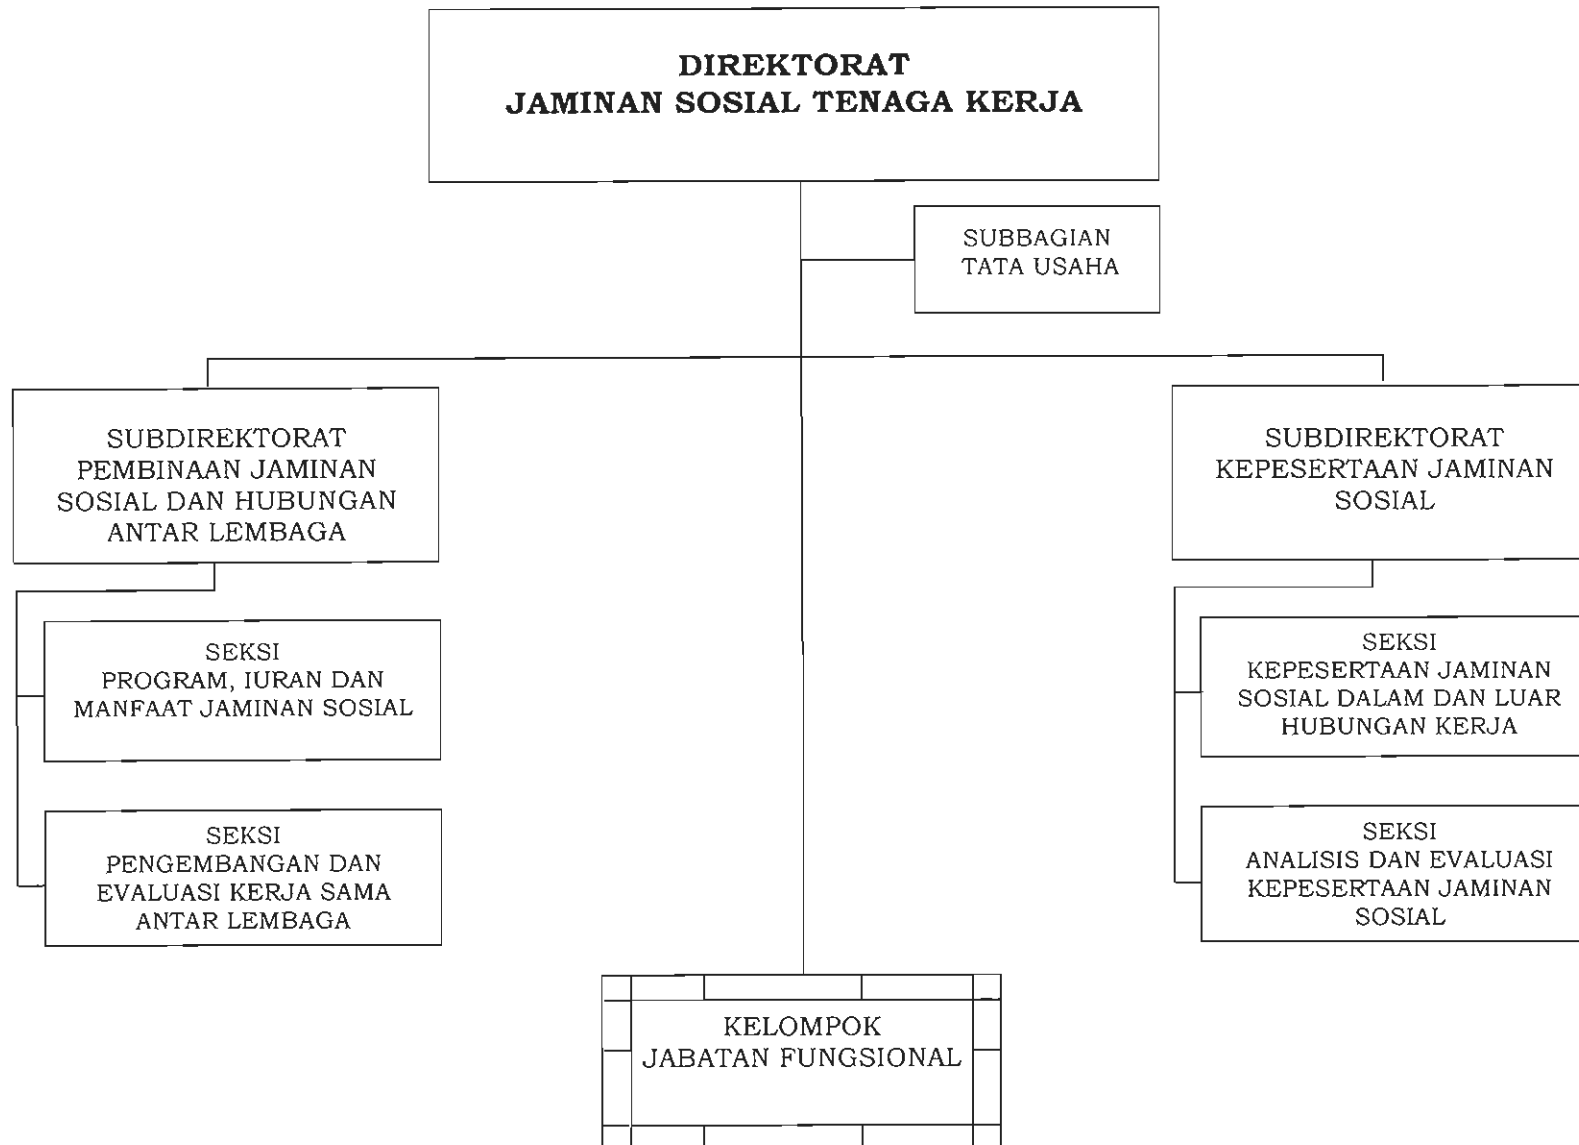 DIREKTORAT
JAMINAN SOSIAL TENAGA KERJA
SUBBAGIAN
TATA USAHA
SUBDIREKTORAT
PEMBINAAN JAMINAN
SOSIAL DAN HUBUNGAN
ANTAR LEMBAGA
SUBDIREKTORAT
KEPESERTAAN JAMINAN
SOSIAL
SEKSI
PROGRAM, IURAN DAN
MANFAAT JAMINAN SOSIAL
SEKSI
KEPESERTAAN JAMINAN
SOSIAL DALAM DAN LUAR
HUBUNGAN KERJA
SEKSI
PENGEMBANGAN DAN
EVALUASI KERJA SAMA
ANTAR LEMBAGA
SEKSI
ANALISIS DAN EVALUASI
KEPESERTAAN JAMINAN
SOSIAL
KELOMPOK
JABATAN FUNGSIONAL